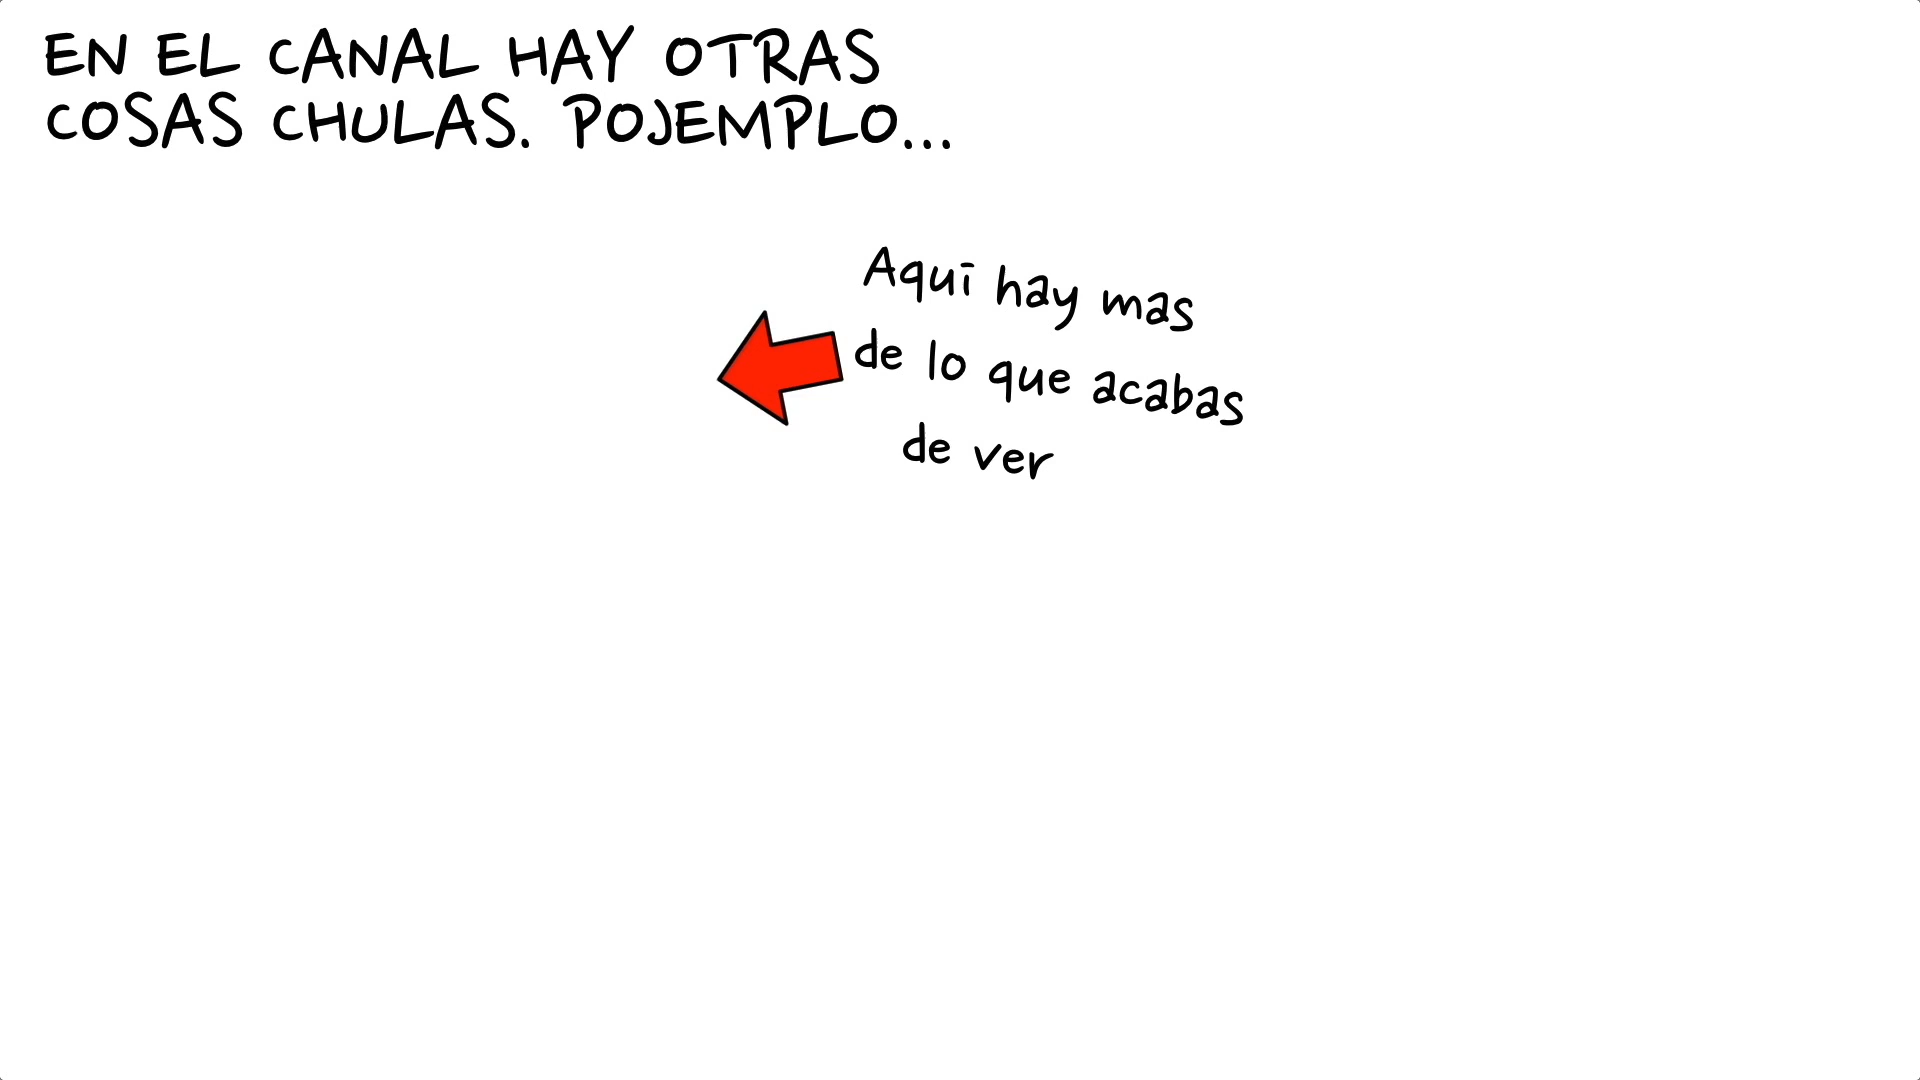 EN EL CANAL HAY OTRAS
COSAS CHULAS. POJEMPLO...
Aquí hay mas
de lo que acabas
de ver